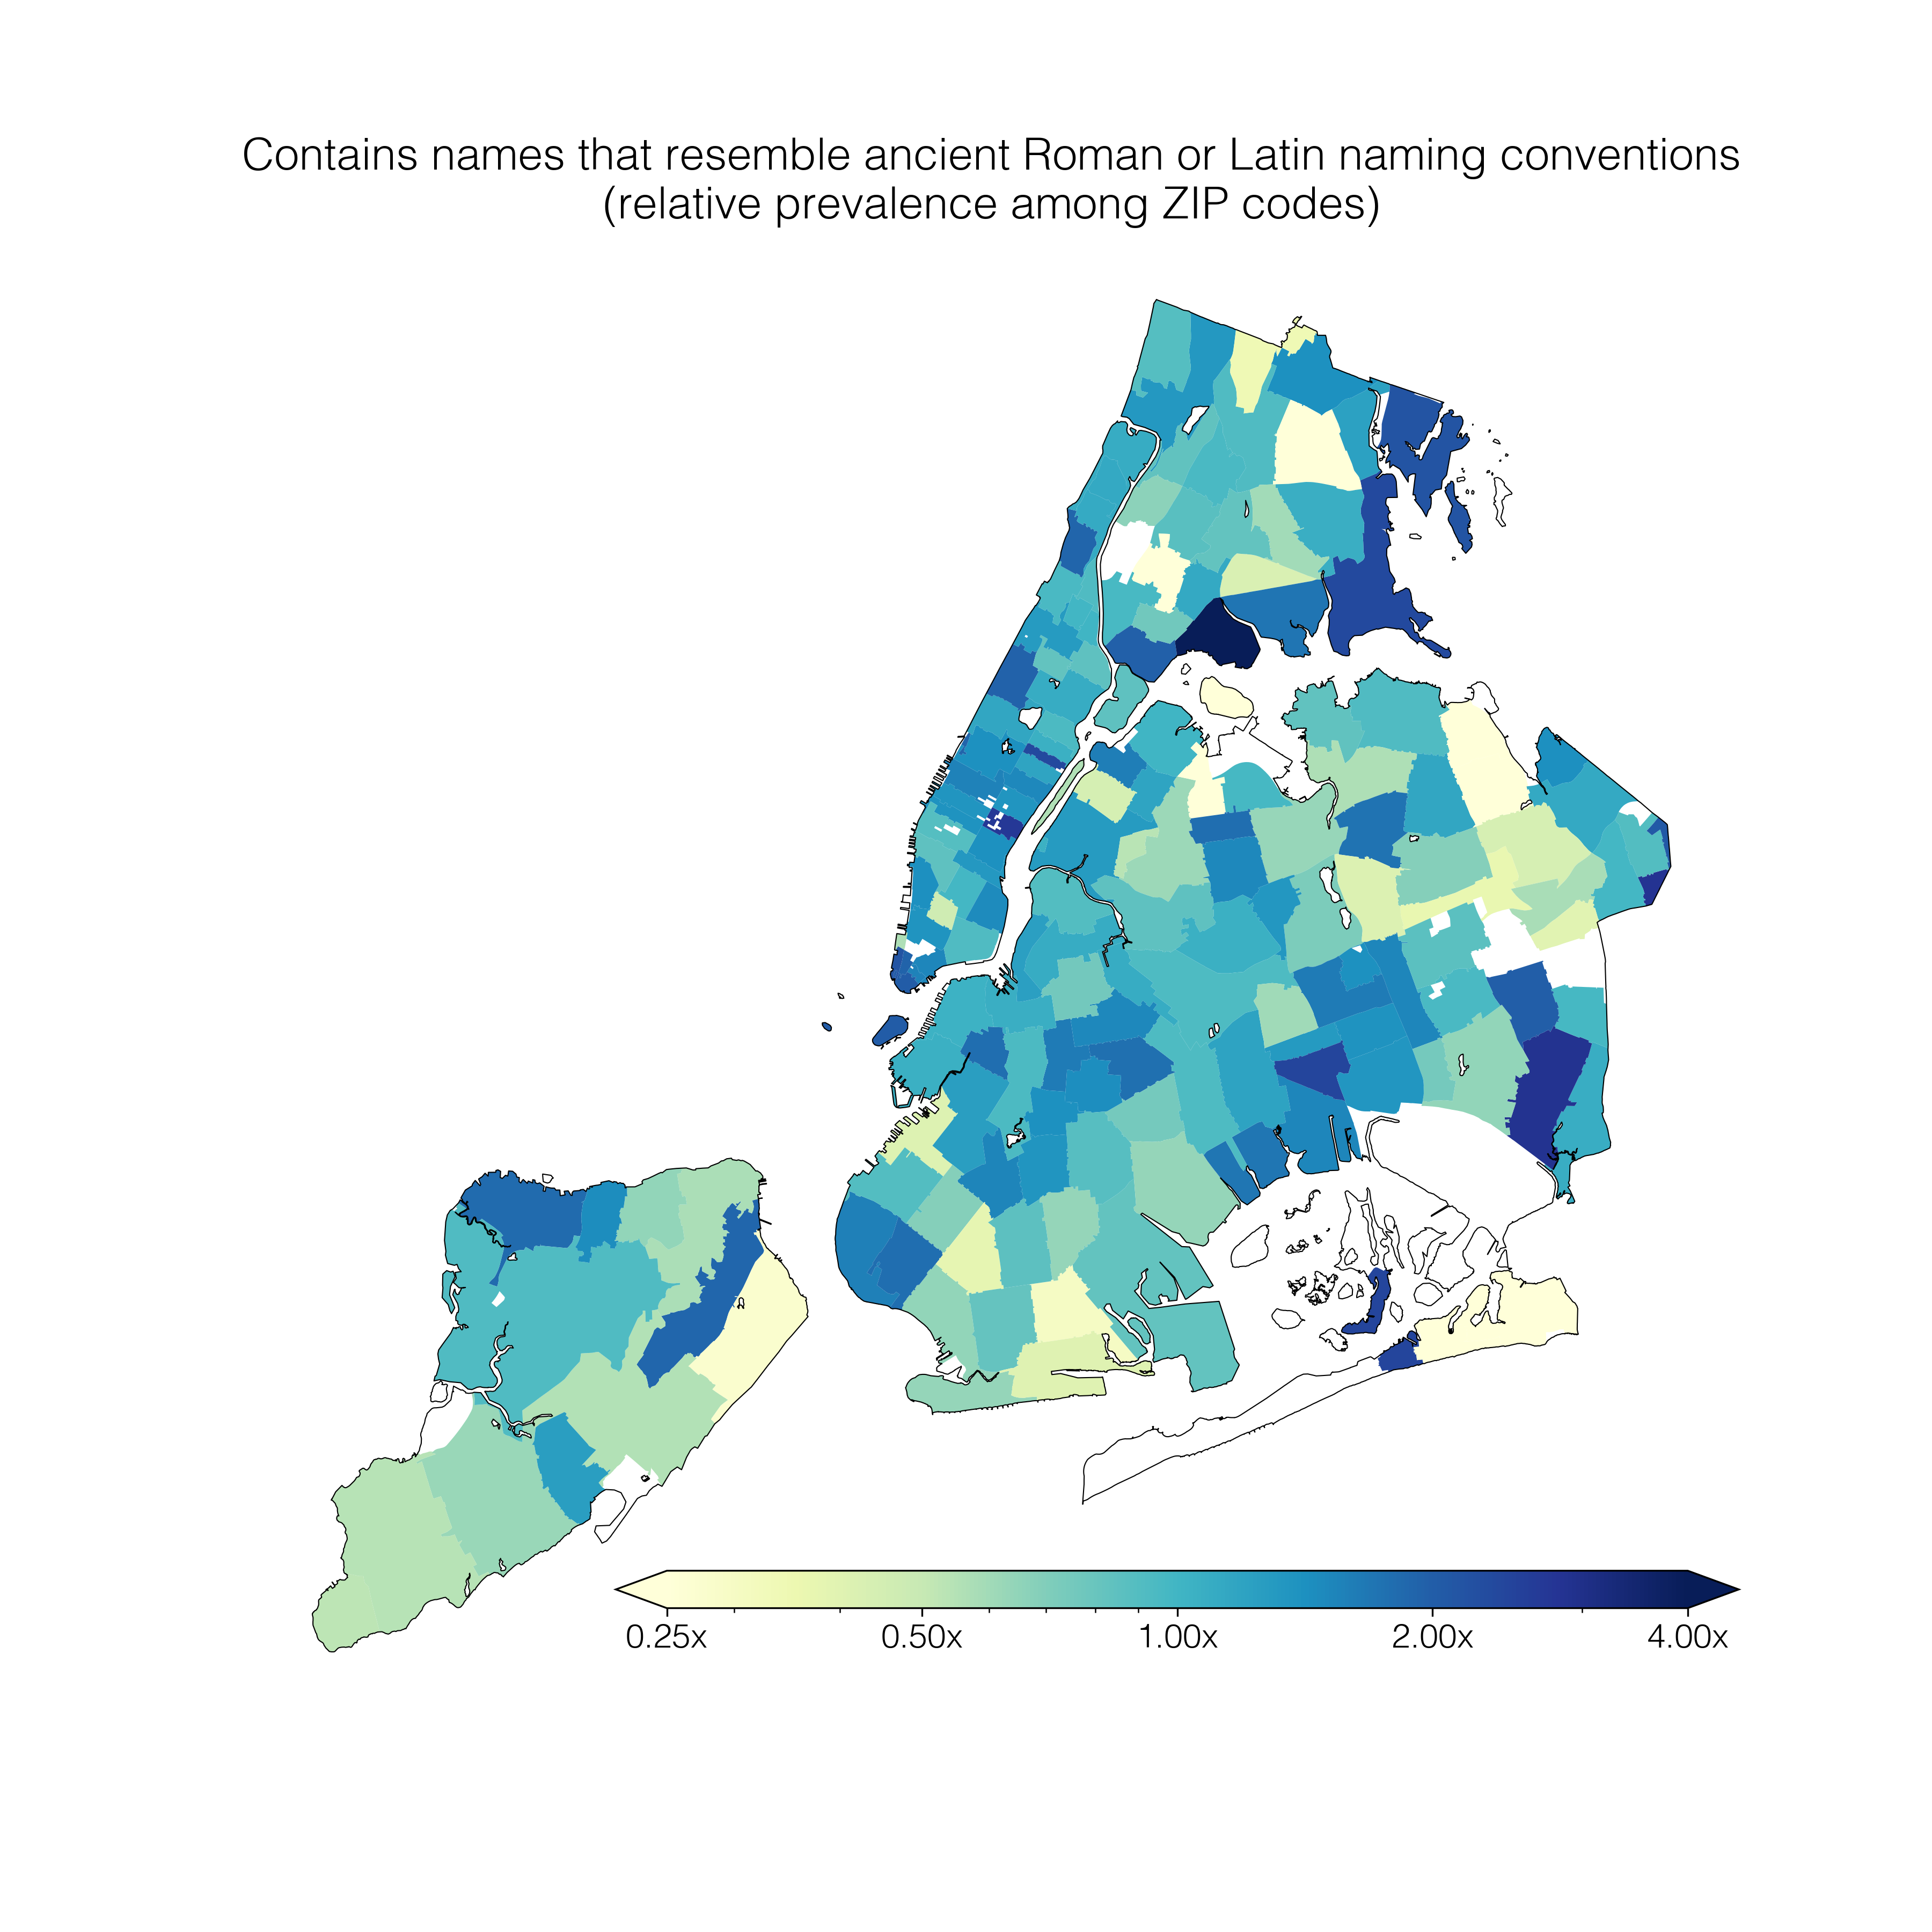 Contains names that resemble ancient Roman or Latin naming conventions
(relative prevalence among ZIP codes)
0.25x 0.50x 1.00x 2.00x 4.00x